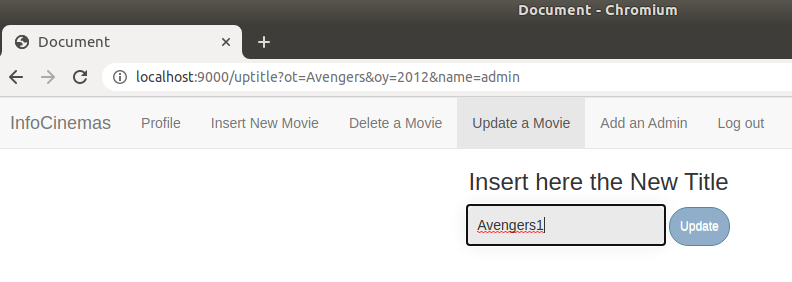 Document - Chromium
Document
localhost:9000/uptitle?ot=Avengers&oy=2012&name=admin
InfoCinemas Profile Insert New Movie Delete a Movie Update a Movie Add an Admin Log out
Insert here the New Title
Avengers1 Update